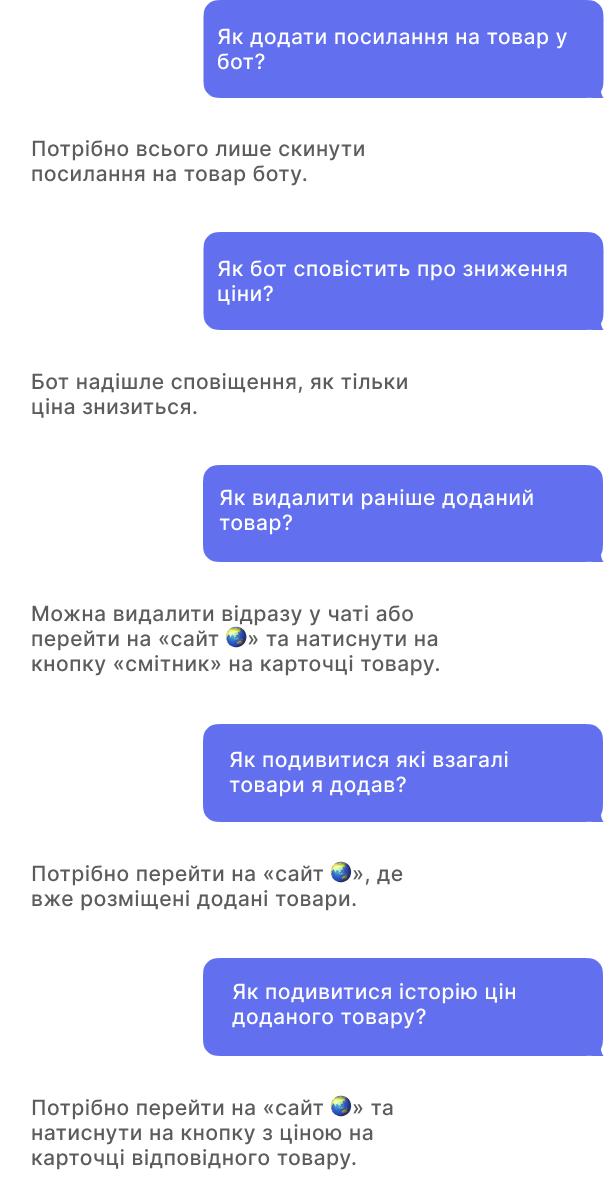 Як додати посилання на товар у
бот?
Потрібно всього лише скинути
посилання на товар боту.
Як бот сповістить про зниження
ціни?
Бот надішле сповіщення, як тільки
ціна знизиться.
Як видалити раніше доданий
товар?
Можна видалити відразу у чаті або
перейти на «сайт 🌏» та натиснути на
кнопку «смітник» на карточці товару.
Як подивитися які взагалі
товари я додав?
Потрібно перейти на «сайт 🌏», де
вже розміщені додані товари.
Як подивитися історію цін
доданого товару?
Потрібно перейти на «сайт 🌏» та
натиснути на кнопку з ціною на
карточці відповідного товару.